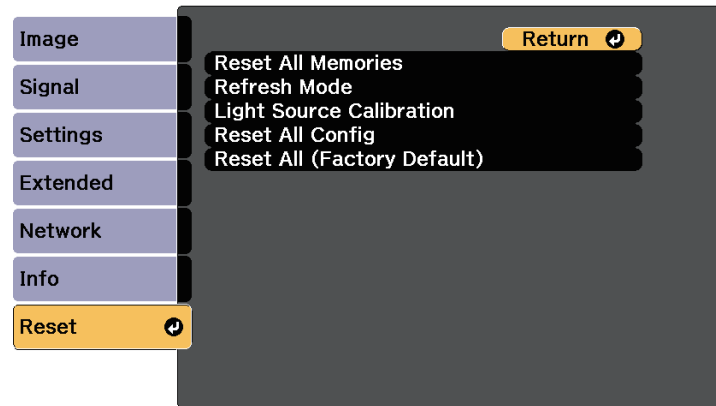 Image
Signal
Settings
Extended
Network
Info
Reset
Return
Reset All Memories
Refresh Mode
Light Source Calibration
Reset All Config
Reset All (Factory Default)